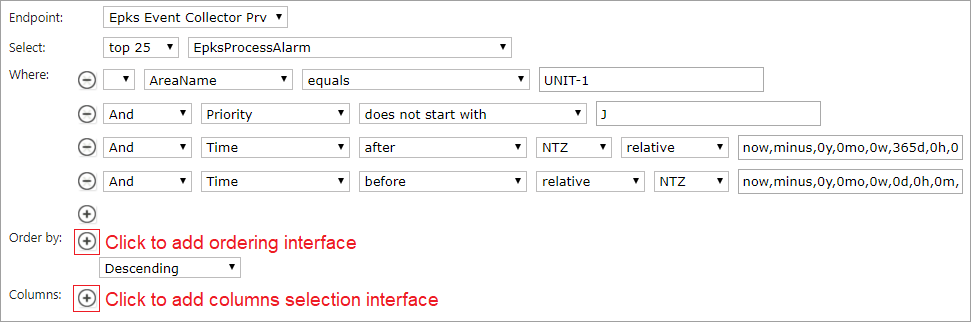 Endpoint: Epks Event Collector Prv
Select: top 25 EpksProcessAlarm
Where: AreaName equals UNIT-1
And Priority does not start with J
And Time after NTZ relative now,minus,0y,0mo,0w,365d,0h,0
And Time before relative NTZ now,minus,0y,0mo,0w,0d,0h,0m,
Order by: Click to add ordering interface
Descending
Columns: Click to add columns selection interface